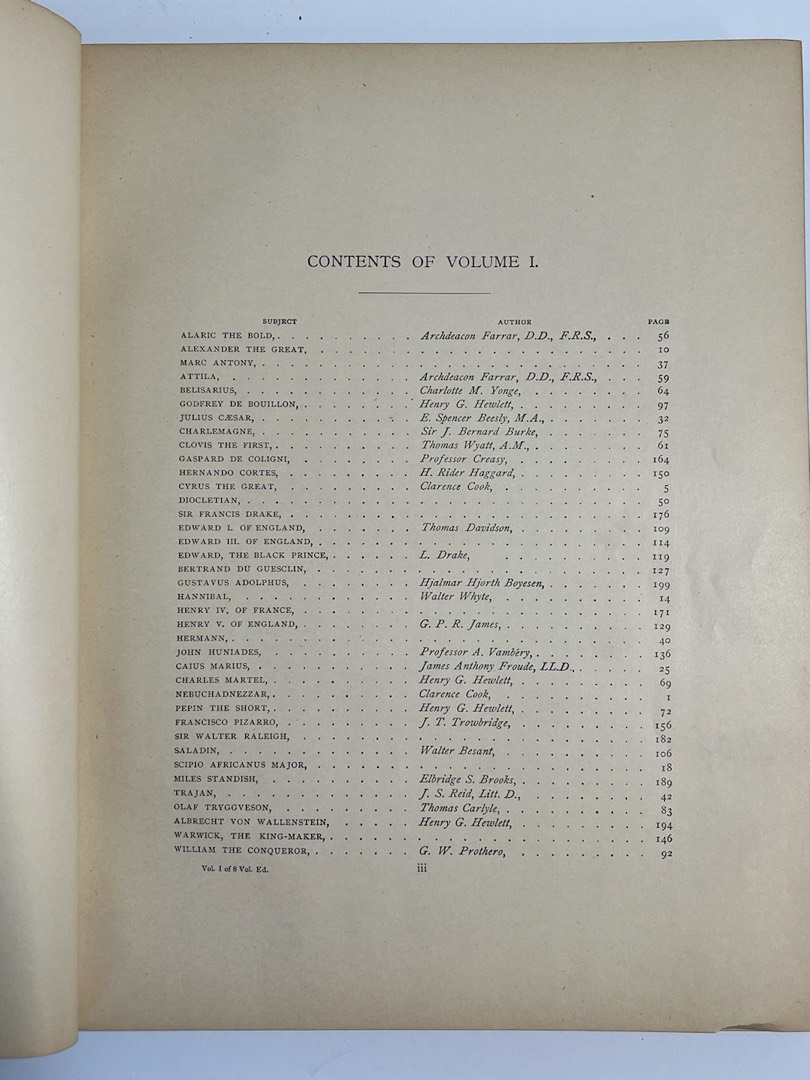 CONTENTS OF VOLUME I.
SUBJECT AUTHOR PAGE
ALARIC THE BOLD, . . . . . . . . . . Archdeacon Farrar, D.D., F.R.S., . . . 56
ALEXANDER THE GREAT, . . . . . . . . . . 10
MARC ANTONY, . . . . . . . . . . 37
ATTILA, . . . . . . . . . . Archdeacon Farrar, D.D., F.R.S., . . . 59
BELISARIUS, . . . . . . . . . . Charlotte M. Yonge, . . . . . . 64
GODFREY DE BOUILLON, . . . . . . . . Henry G. Hewlett, . . . . . . 97
JULIUS CÆSAR, . . . . . . . . . . E. Spencer Beesly, M.A., . . . . . 32
CHARLEMAGNE, . . . . . . . . . . Sir J. Bernard Burke, . . . . . . 75
CLOVIS THE FIRST, . . . . . . . . . . Thomas Wyatt, A.M., . . . . . . 61
GASPARD DE COLIGNI, . . . . . . . . Professor Creasy, . . . . . . 164
HERNANDO CORTES, . . . . . . . . . H. Rider Haggard, . . . . . . 150
CYRUS THE GREAT, . . . . . . . . . Clarence Cook, . . . . . . 5
DIOCLETIAN, . . . . . . . . . . 50
SIR FRANCIS DRAKE, . . . . . . . . . . 176
EDWARD I. OF ENGLAND, . . . . . . . Thomas Davidson, . . . . . . 109
EDWARD III. OF ENGLAND, . . . . . . . . . . 114
EDWARD, THE BLACK PRINCE, . . . . . . L. Drake, . . . . . . 119
BERTRAND DU GUESCLIN, . . . . . . . . . . 127
GUSTAVUS ADOLPHUS, . . . . . . . . Hjalmar Hjorth Boyesen, . . . . . 199
HANNIBAL, . . . . . . . . . . Walter Whyte, . . . . . . 14
HENRY IV. OF FRANCE, . . . . . . . . . . 171
HENRY V. OF ENGLAND, . . . . . . . . G. P. R. James, . . . . . . 129
HERMANN, . . . . . . . . . . 40
JOHN HUNIADES, . . . . . . . . . Professor A. Vambéry, . . . . . . 136
CAIUS MARIUS, . . . . . . . . . . James Anthony Froude, LL.D., . . . . 25
CHARLES MARTEL, . . . . . . . . . . Henry G. Hewlett, . . . . . . 69
NEBUCHADNEZZAR, . . . . . . . . . . Clarence Cook, . . . . . . 1
PEPIN THE SHORT, . . . . . . . . . . Henry G. Hewlett, . . . . . . 72
FRANCISCO PIZARRO, . . . . . . . . . J. T. Trowbridge, . . . . . . 156
SIR WALTER RALEIGH, . . . . . . . . . . 182
SALADIN, . . . . . . . . . . Walter Besant, . . . . . . 106
SCIPIO AFRICANUS MAJOR, . . . . . . . . . . 18
MILES STANDISH, . . . . . . . . . Elbridge S. Brooks, . . . . . . 189
TRAJAN, . . . . . . . . . . J. S. Reid, Litt. D., . . . . . . 42
OLAF TRYGGVESON, . . . . . . . . Thomas Carlyle, . . . . . . 83
ALBRECHT VON WALLENSTEIN, . . . . . . Henry G. Hewlett, . . . . . . 194
WARWICK, THE KING-MAKER, . . . . . . . . . . 146
WILLIAM THE CONQUEROR, . . . . . . . G. W. Prothero, . . . . . . 92
Vol. I of 8 Vol. Ed. iii